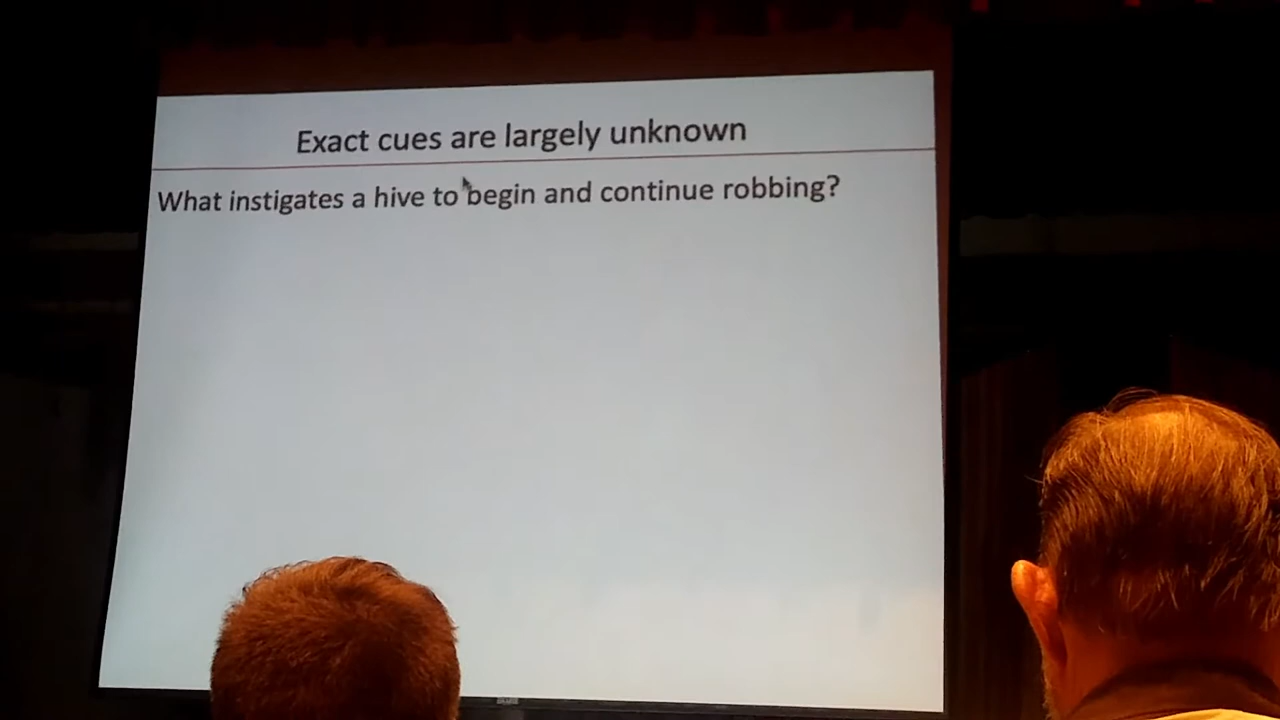 Exact cues are largely unknown
What instigates a hive to begin and continue robbing?